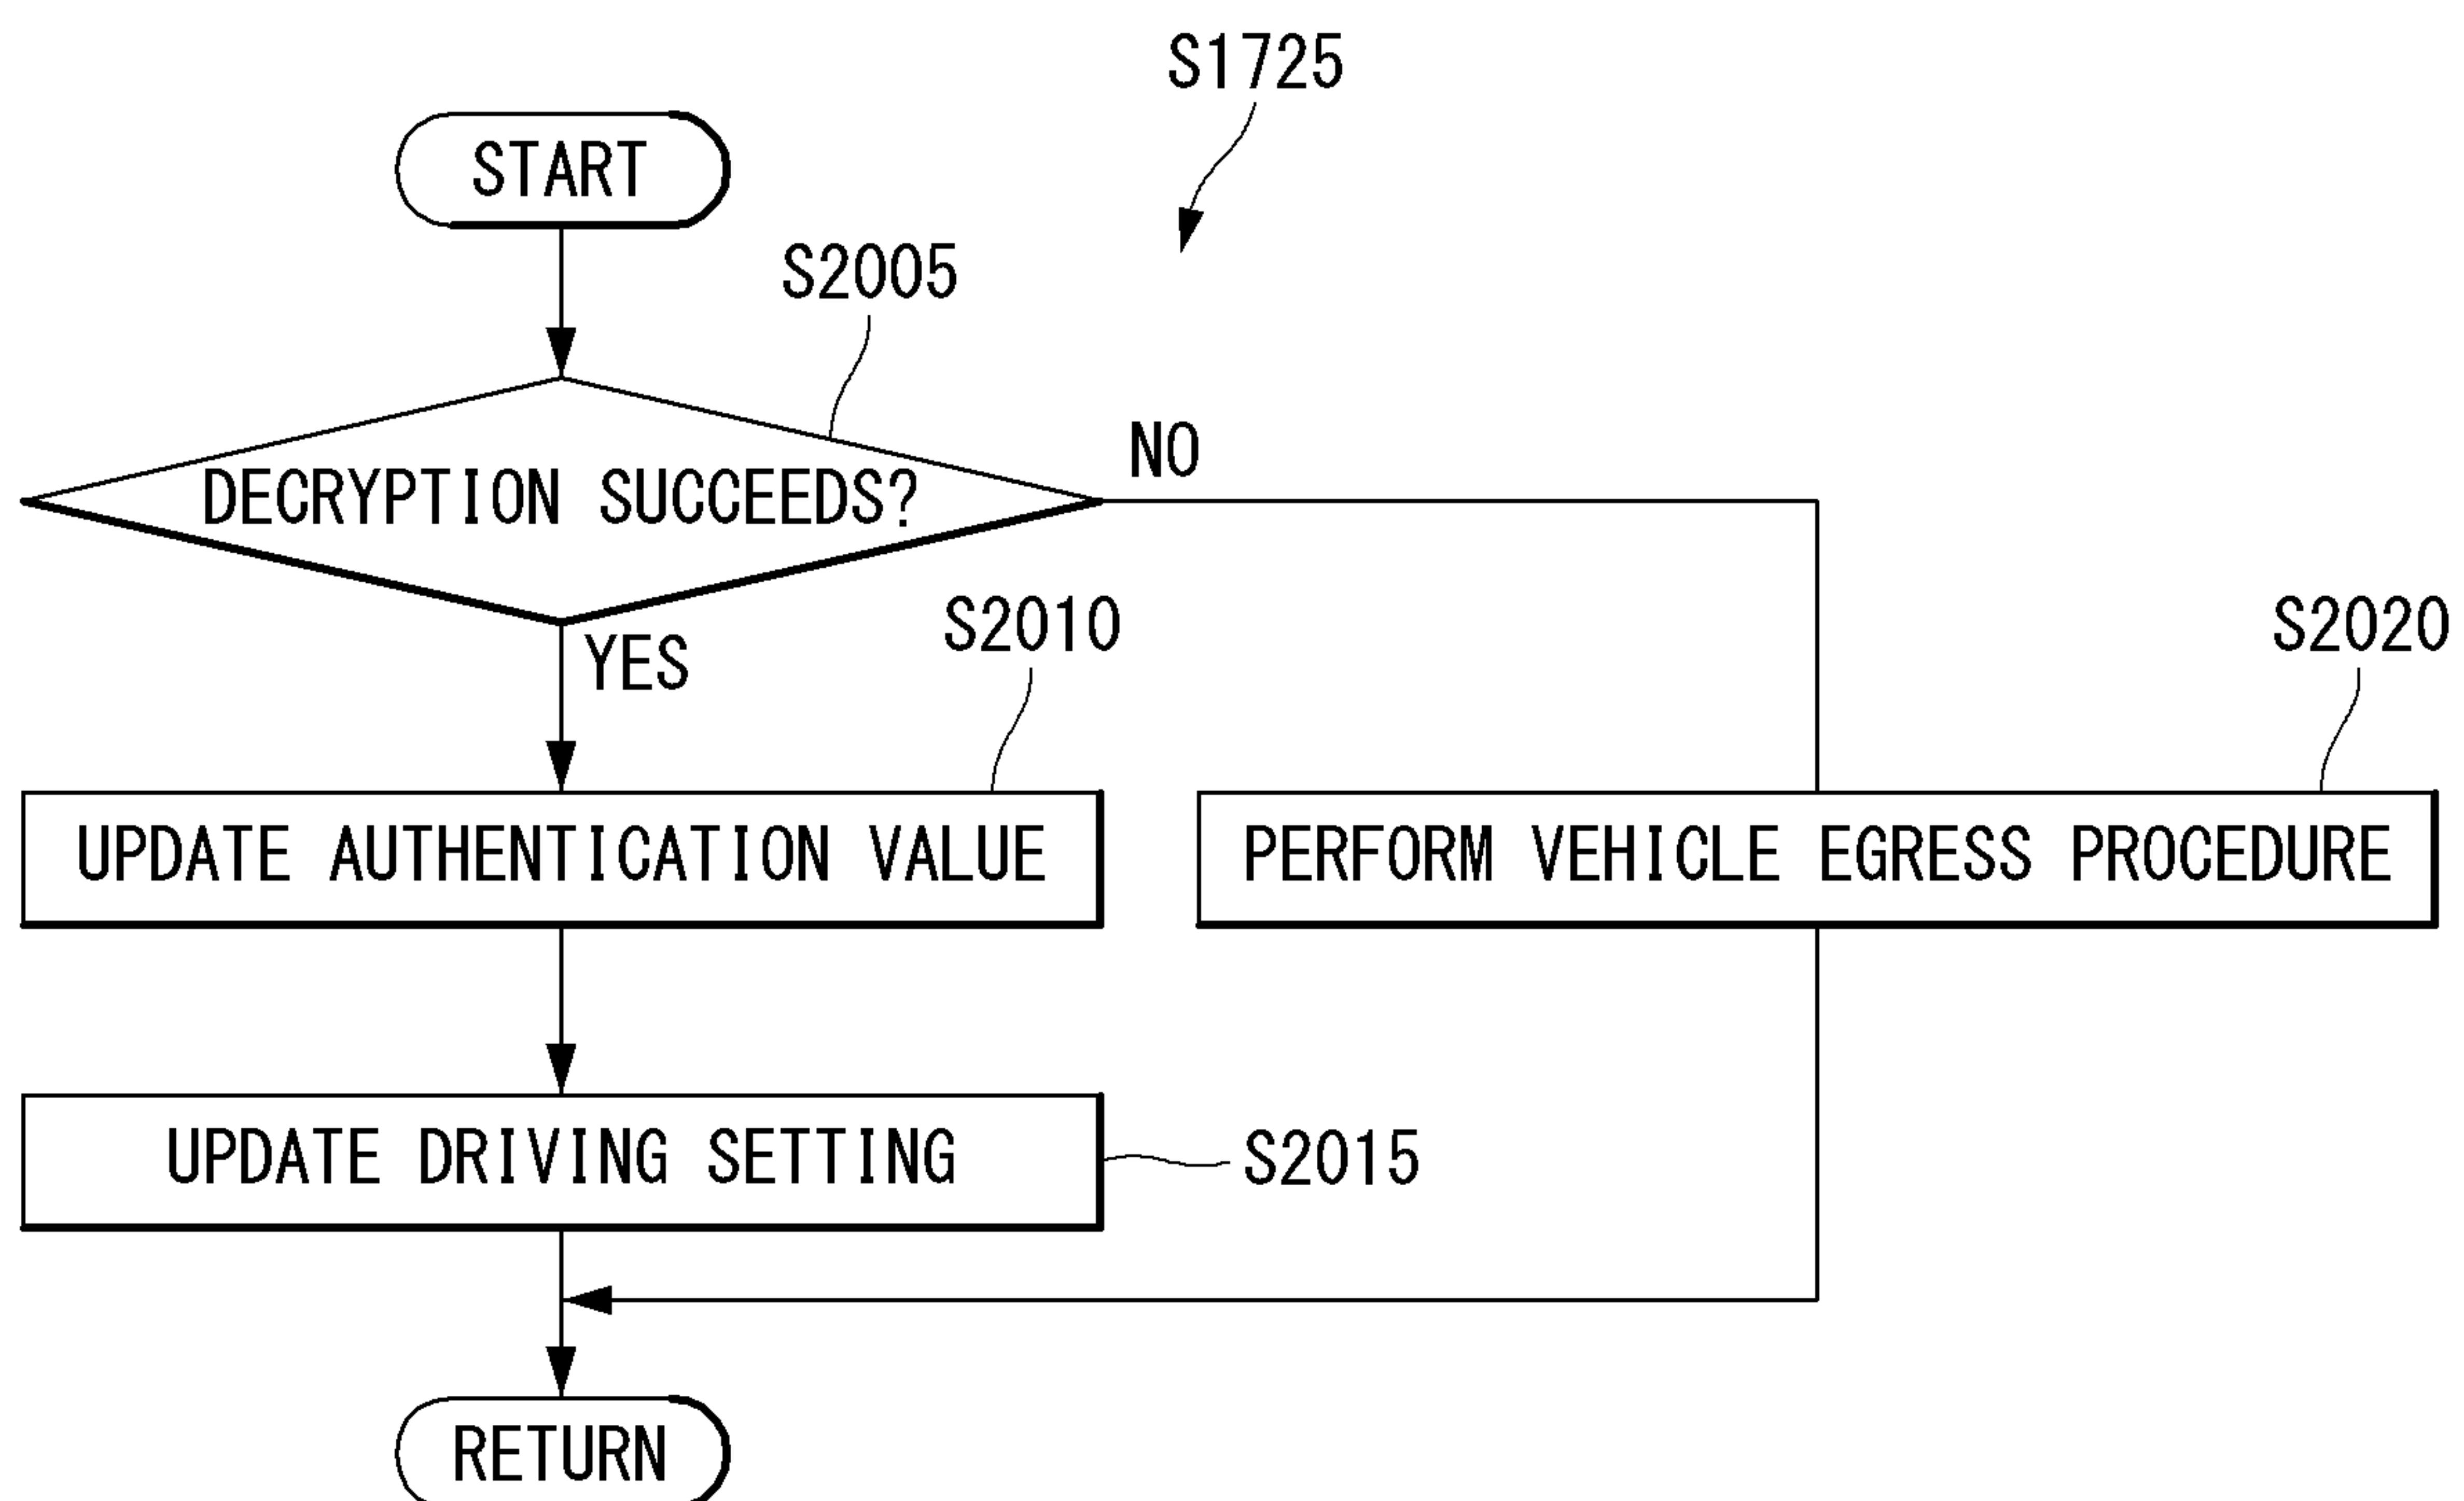 S1725
START
S2005
DECRYPTION SUCCEEDS?
NO
YES
S2010
S2020
UPDATE AUTHENTICATION VALUE
PERFORM VEHICLE EGRESS PROCEDURE
UPDATE DRIVING SETTING
S2015
RETURN